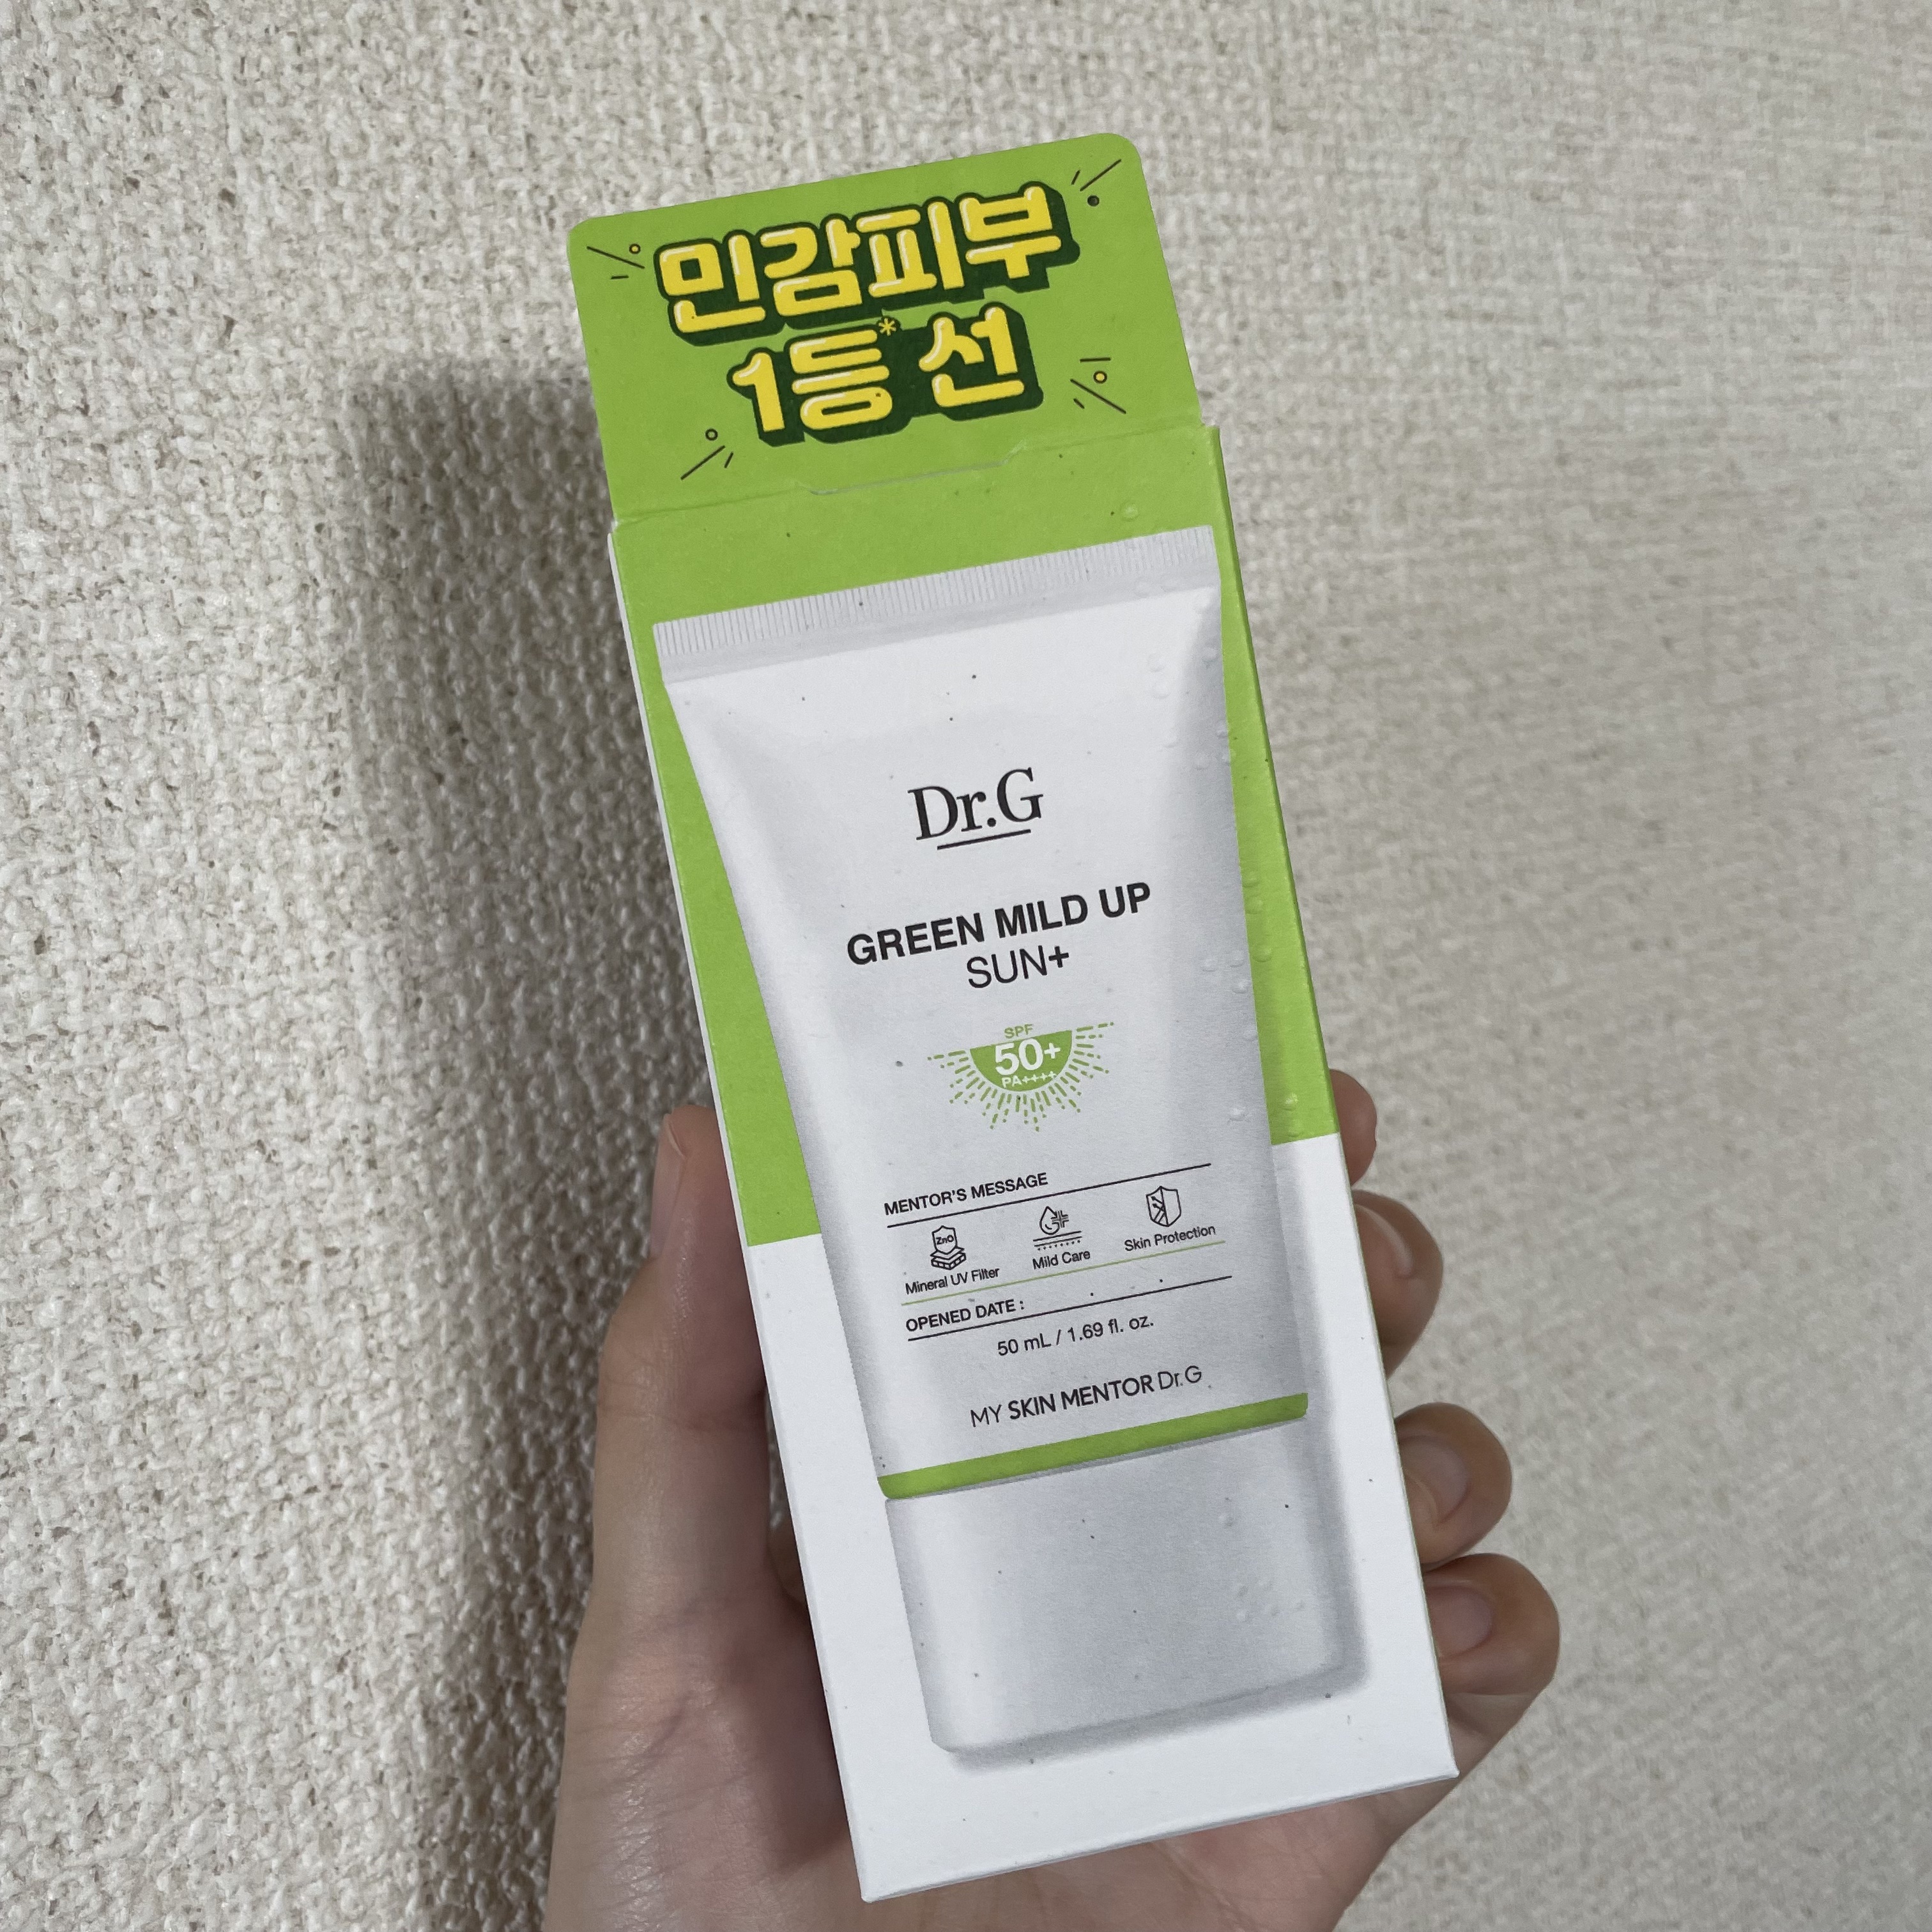 민감피부
1등* 선
Dr.G
GREEN MILD UP
SUN+
SPF
50+
PA++++
MENTOR'S MESSAGE
ZnO
Mineral UV Filter
Mild Care
Skin Protection
OPENED DATE : . .
50 mL / 1.69 fl. oz.
MY SKIN MENTOR Dr.G